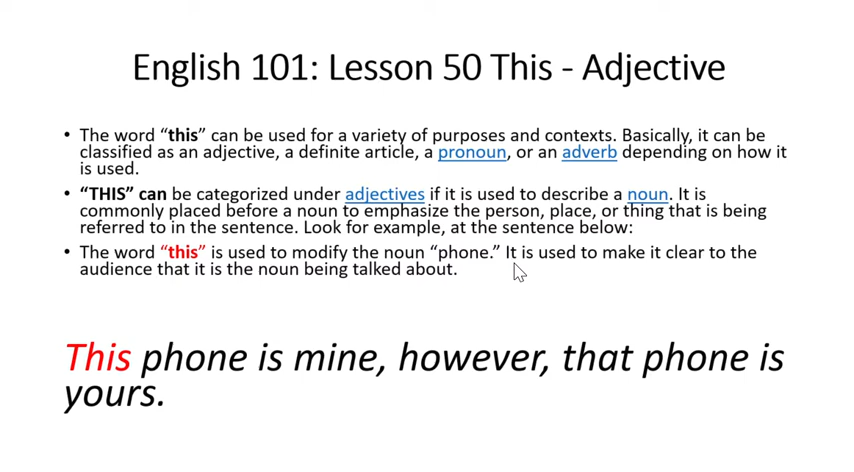 English 101: Lesson 50 This - Adjective
• The word “this” can be used for a variety of purposes and contexts. Basically, it can be
classified as an adjective, a definite article, a pronoun, or an adverb depending on how it
is used.
• “THIS” can be categorized under adjectives if it is used to describe a noun. It is
commonly placed before a noun to emphasize the person, place, or thing that is being
referred to in the sentence. Look for example, at the sentence below:
• The word “this” is used to modify the noun “phone.” It is used to make it clear to the
audience that it is the noun being talked about.
This phone is mine, however, that phone is
yours.